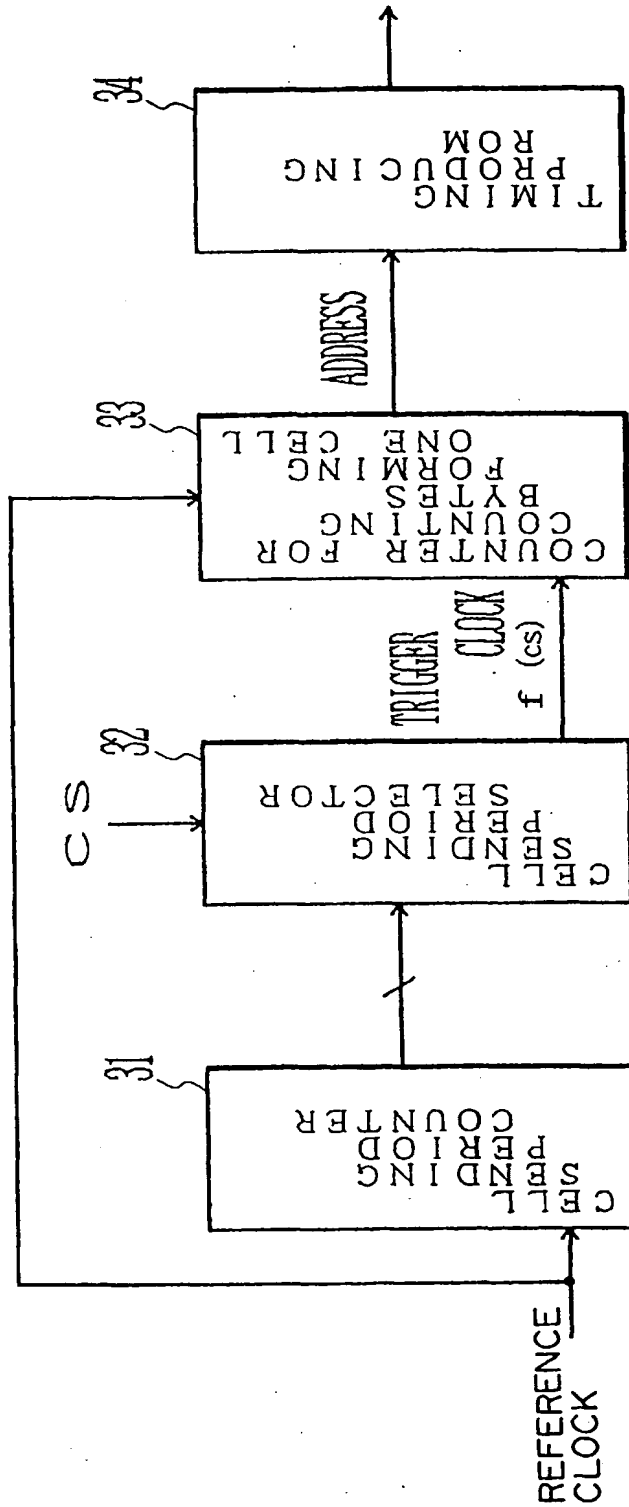 REFERENCE
CLOCK
31
CELL
SENDING
PERIOD
COUNTER
CS
32
CELL
SENDING
PERIOD
SELECTOR
TRIGGER
CLOCK
f (cs)
33
COUNTER FOR
COUNTING
BYTES
FORMING
ONE CELL
ADDRESS
34
TIMING
PRODUCING
ROM